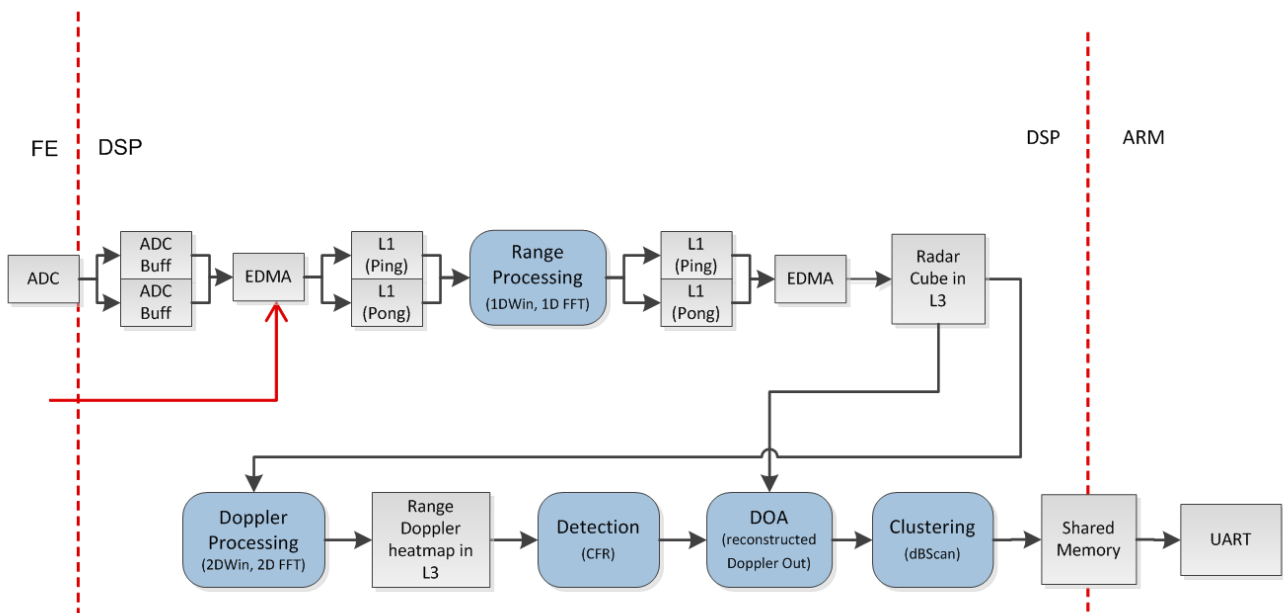 FE
DSP
DSP
ARM
ADC
ADC
Buff
ADC
Buff
EDMA
L1
(Ping)
L1
(Pong)
Range
Processing
(1DWin, 1D FFT)
L1
(Ping)
L1
(Pong)
EDMA
Radar
Cube in
L3
Doppler
Processing
(2DWin, 2D FFT)
Range
Doppler
heatmap in
L3
Detection
(CFR)
DOA
(reconstructed
Doppler Out)
Clustering
(dBScan)
Shared
Memory
UART